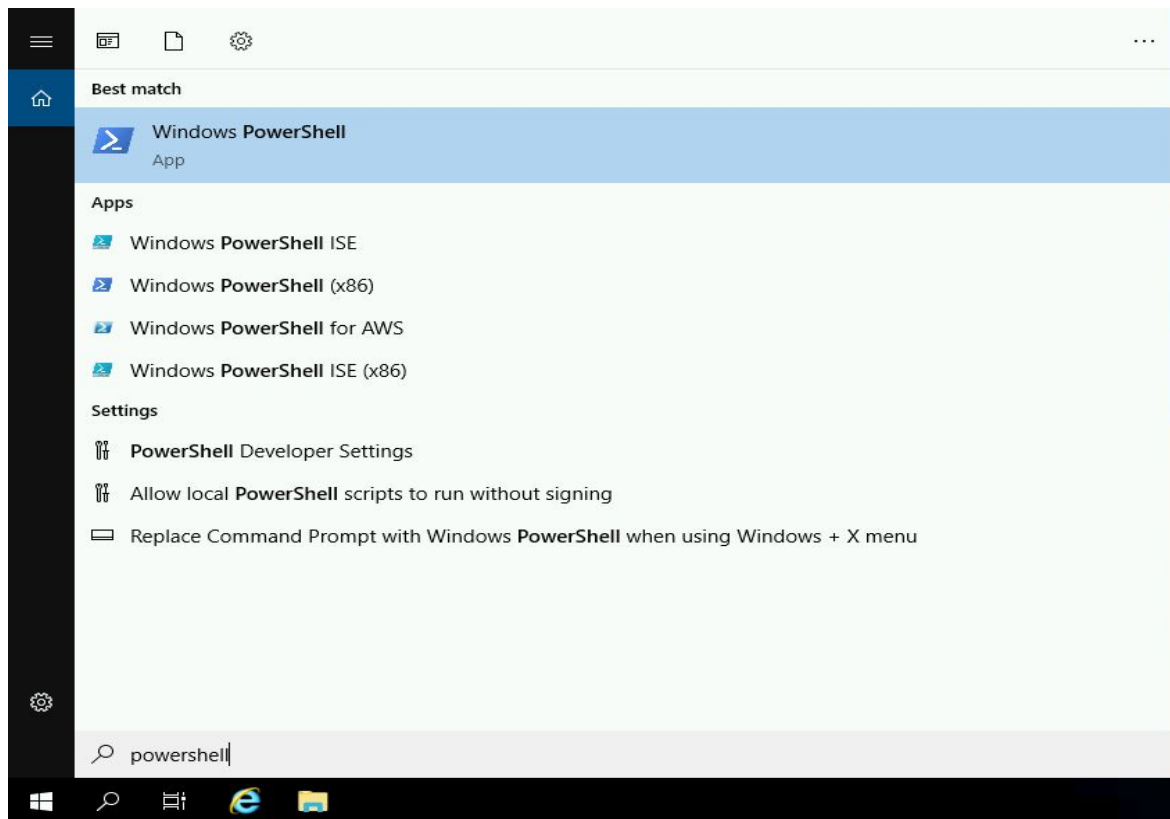 ...
Best match
Windows PowerShell
App
Apps
Windows PowerShell ISE
Windows PowerShell (x86)
Windows PowerShell for AWS
Windows PowerShell ISE (x86)
Settings
PowerShell Developer Settings
Allow local PowerShell scripts to run without signing
Replace Command Prompt with Windows PowerShell when using Windows + X menu
powershell